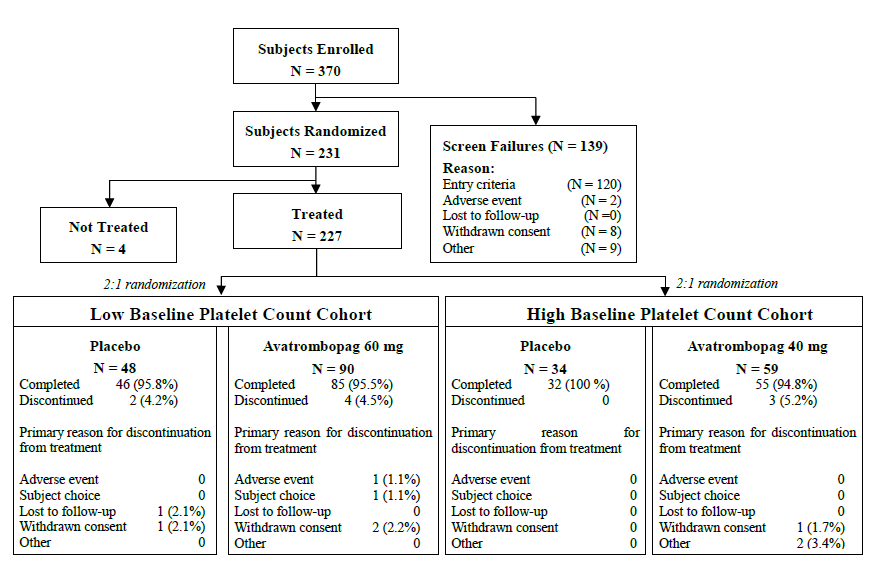 Subjects Enrolled
N = 370
Subjects Randomized
N = 231
Screen Failures (N = 139)
Reason:
Entry criteria (N = 120)
Adverse event (N = 2)
Lost to follow-up (N =0)
Withdrawn consent (N = 8)
Other (N = 9)
Not Treated
N = 4
Treated
N = 227
2:1 randomization
2:1 randomization
Low Baseline Platelet Count Cohort
Placebo
N = 48
Completed 46 (95.8%)
Discontinued 2 (4.2%)
Primary reason for discontinuation
from treatment
Adverse event 0
Subject choice 0
Lost to follow-up 1 (2.1%)
Withdrawn consent 1 (2.1%)
Other 0
Avatrombopag 60 mg
N = 90
Completed 85 (95.5%)
Discontinued 4 (4.5%)
Primary reason for discontinuation
from treatment
Adverse event 1 (1.1%)
Subject choice 1 (1.1%)
Lost to follow-up 0
Withdrawn consent 2 (2.2%)
Other 0
High Baseline Platelet Count Cohort
Placebo
N = 34
Completed 32 (100 %)
Discontinued 0
Primary reason for
discontinuation from treatment
Adverse event 0
Subject choice 0
Lost to follow-up 0
Withdrawn consent 0
Other 0
Avatrombopag 40 mg
N = 59
Completed 55 (94.8%)
Discontinued 3 (5.2%)
Primary reason for discontinuation
from treatment
Adverse event 0
Subject choice 0
Lost to follow-up 0
Withdrawn consent 1 (1.7%)
Other 2 (3.4%)